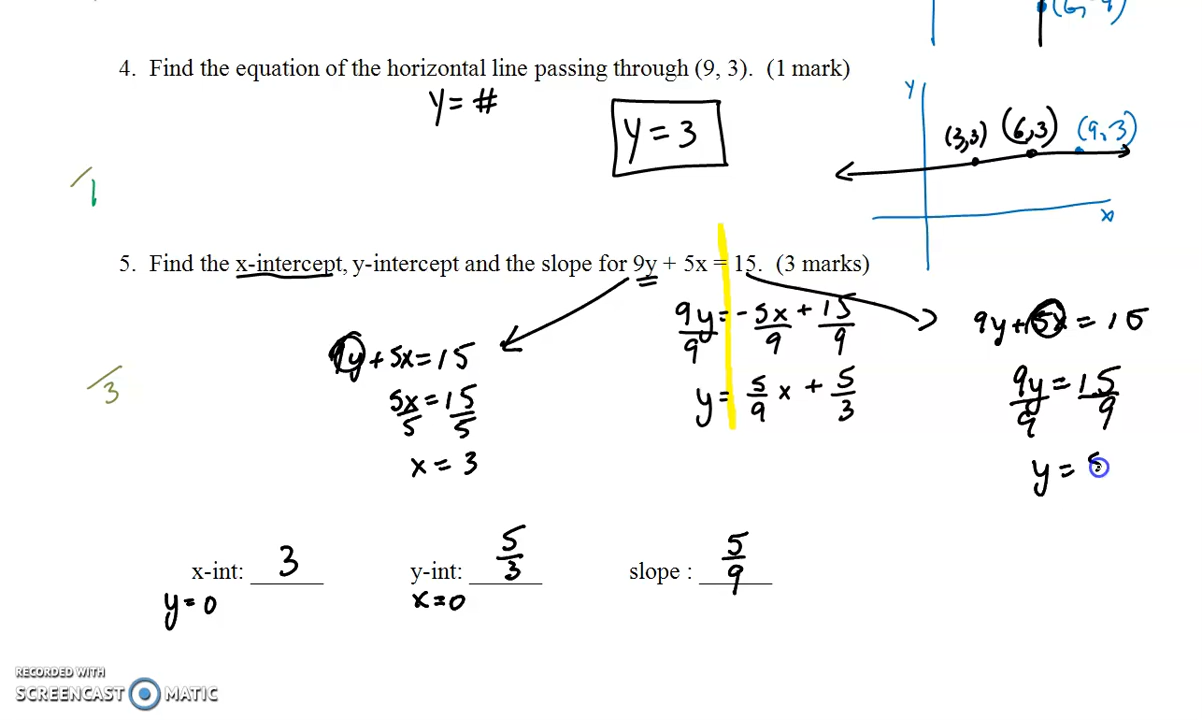 (6, -9)
4. Find the equation of the horizontal line passing through (9, 3). (1 mark)
y = #
y = 3
y
(3,3) (6,3) (9,3)
x
/1
5. Find the x-intercept, y-intercept and the slope for 9y + 5x = 15. (3 marks)
9y + 5x = 15
5x/5 = 15/5
x = 3
9y/9 = -5x/9 + 15/9
y = 5/9 x + 5/3
9y + 5x = 15
9y/9 = 15/9
y = 5
/3
x-int: 3
y = 0
y-int: 5/3
x = 0
slope : 5/9
RECORDED WITH
SCREENCAST MATIC